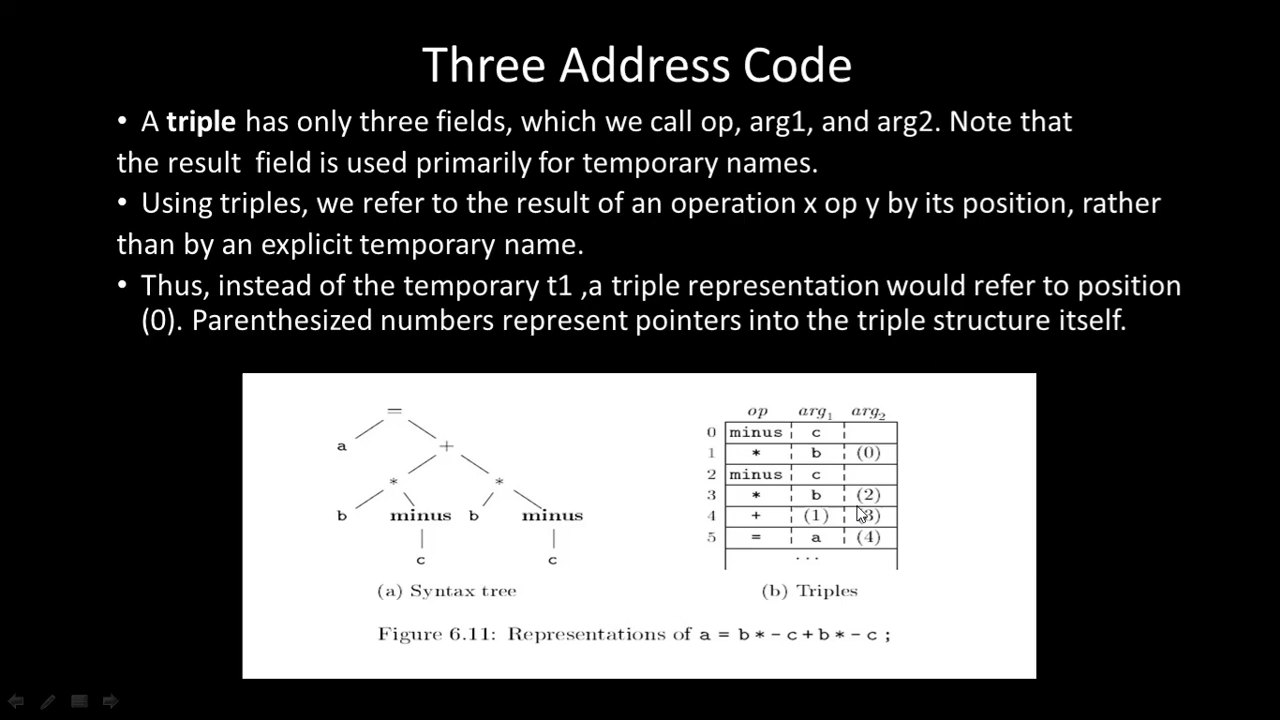 Three Address Code
• A triple has only three fields, which we call op, arg1, and arg2. Note that
the result  field is used primarily for temporary names.
• Using triples, we refer to the result of an operation x op y by its position, rather
than by an explicit temporary name.
• Thus, instead of the temporary t1 ,a triple representation would refer to position
(0). Parenthesized numbers represent pointers into the triple structure itself.
=
a +
* *
b minus b minus
c c
(a) Syntax tree
op arg1 arg2
0 minus c
1 * b (0)
2 minus c
3 * b (2)
4 + (1) (3)
5 = a (4)
...
(b) Triples
Figure 6.11: Representations of a = b * - c + b * - c ;